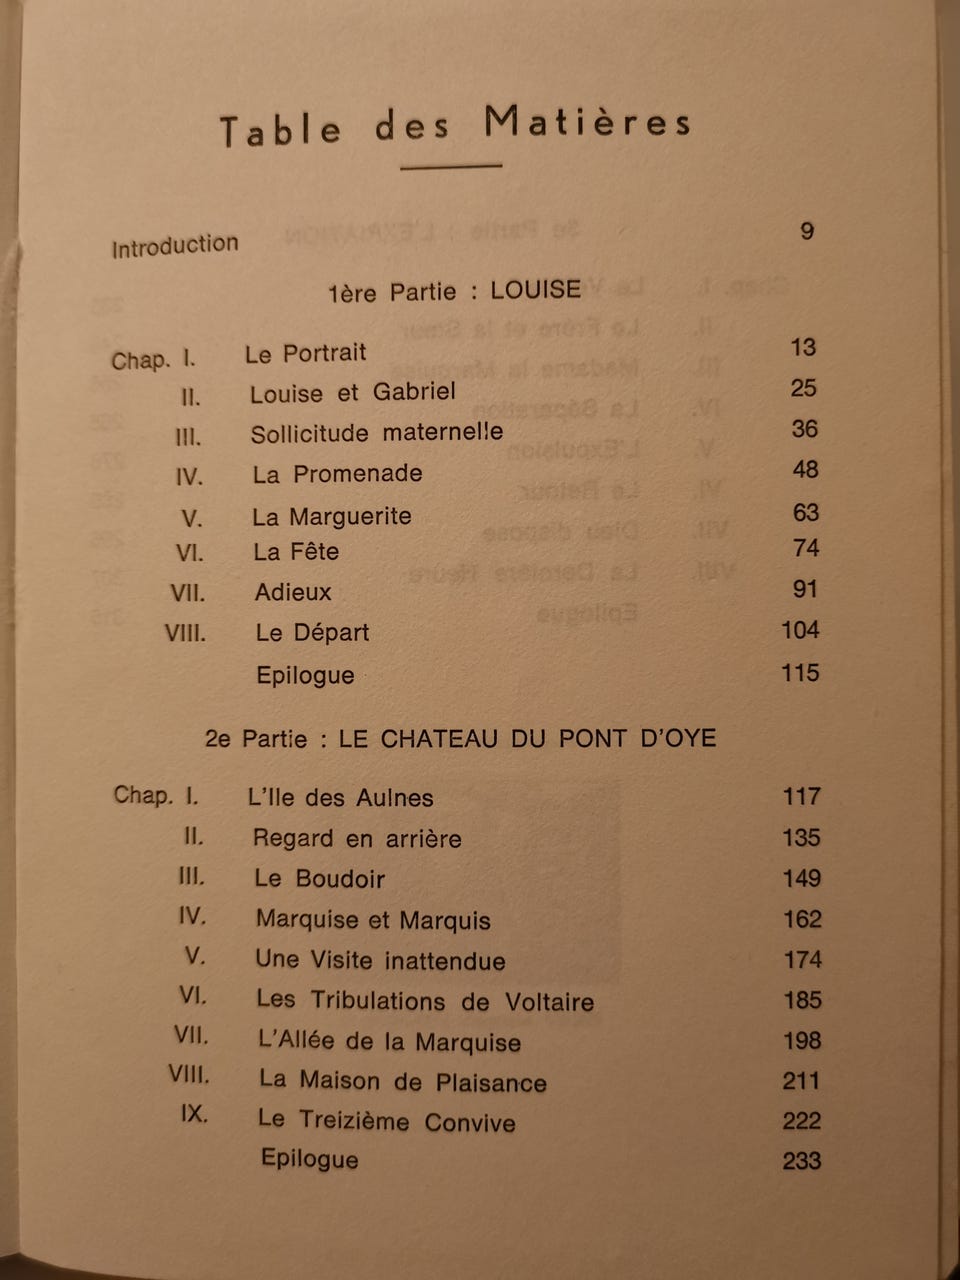 Table des Matières
Introduction 9
1ère Partie : LOUISE
Chap. I. Le Portrait 13
II. Louise et Gabriel 25
III. Sollicitude maternelle 36
IV. La Promenade 48
V. La Marguerite 63
VI. La Fête 74
VII. Adieux 91
VIII. Le Départ 104
Epilogue 115
2e Partie : LE CHATEAU DU PONT D'OYE
Chap. I. L'Ile des Aulnes 117
II. Regard en arrière 135
III. Le Boudoir 149
IV. Marquise et Marquis 162
V. Une Visite inattendue 174
VI. Les Tribulations de Voltaire 185
VII. L'Allée de la Marquise 198
VIII. La Maison de Plaisance 211
IX. Le Treizième Convive 222
Epilogue 233